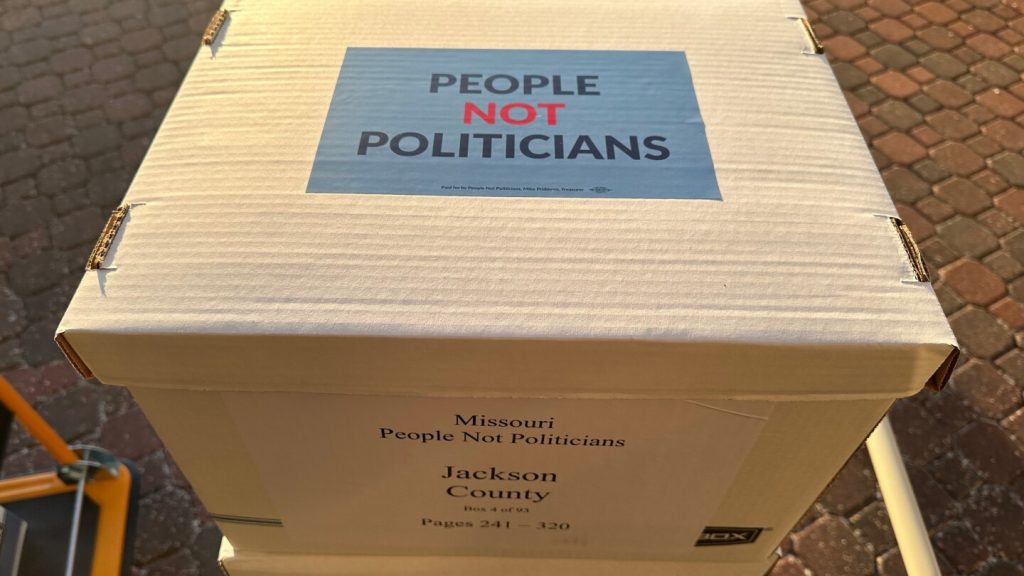 PEOPLE
NOT
POLITICIANS
Paid for by People Not Politicians, Mike Pridmore, Treasurer
Missouri
People Not Politicians
Jackson
County
Box 4 of 93
Pages 241 – 320
BOX